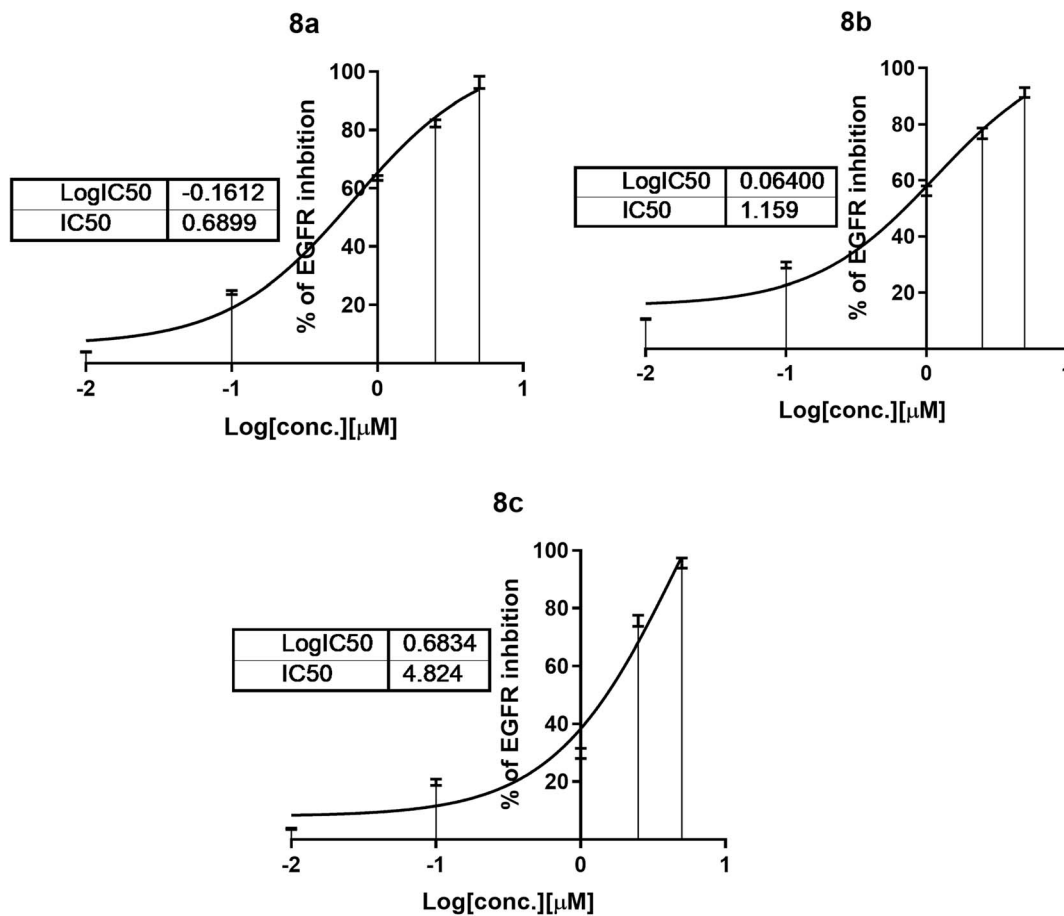 8a
% of EGFR inhbition
100
80
60
40
20
LogIC50 -0.1612
IC50 0.6899
-2 -1 0 1
Log[conc.][μM]
8b
% of EGFR inhbition
100
80
60
40
20
LogIC50 0.06400
IC50 1.159
-2 -1 0 1
Log[conc.][μM]
8c
% of EGFR inhbition
100
80
60
40
20
LogIC50 0.6834
IC50 4.824
-2 -1 0 1
Log[conc.][μM]